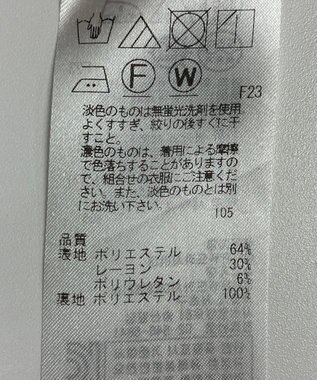 F
W
F23
淡色のものは無蛍光洗剤を使用
よくすすぎ、絞りの後すぐに干
すこと。
濃色のものは、着用による摩擦
で色落ちすることがありますの
で、組合せの衣服にご注意くだ
さい。また、淡色のものとは別
にお洗い下さい。
105
品質
表地 ポリエステル 64%
レーヨン 30%
ポリウレタン 6%
裏地 ポリエステル 100%